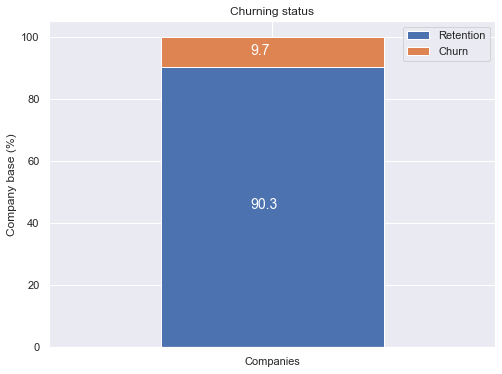 Churning status
Retention
Churn
Company base (%)
100
80
60
40
20
0
9.7
90.3
Companies